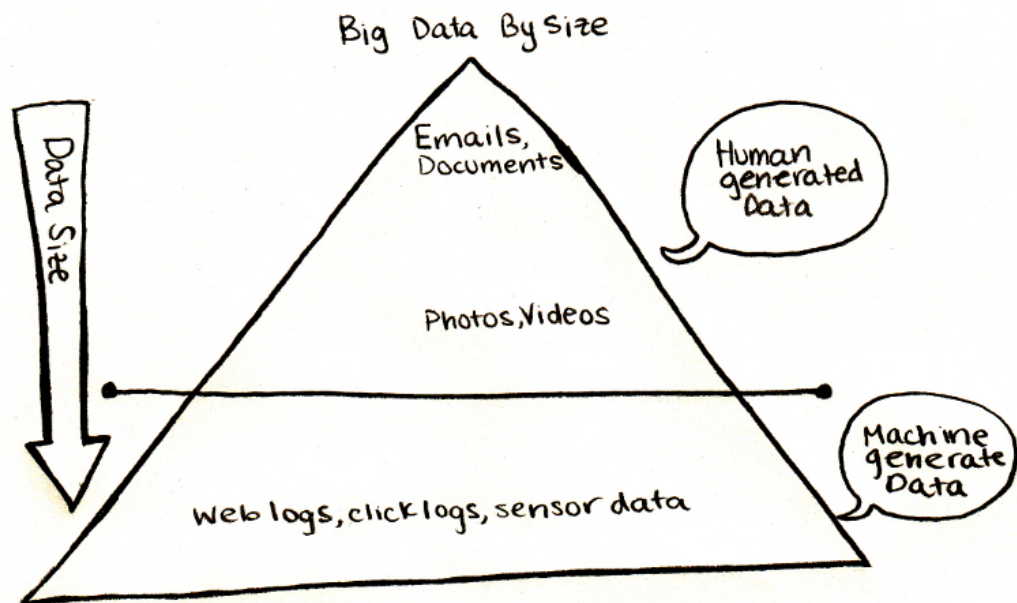 Big Data By Size
Data Size
Emails,
Documents
Human
generated
Data
Photos, Videos
Machine
generate
Data
Web logs, click logs, sensor data